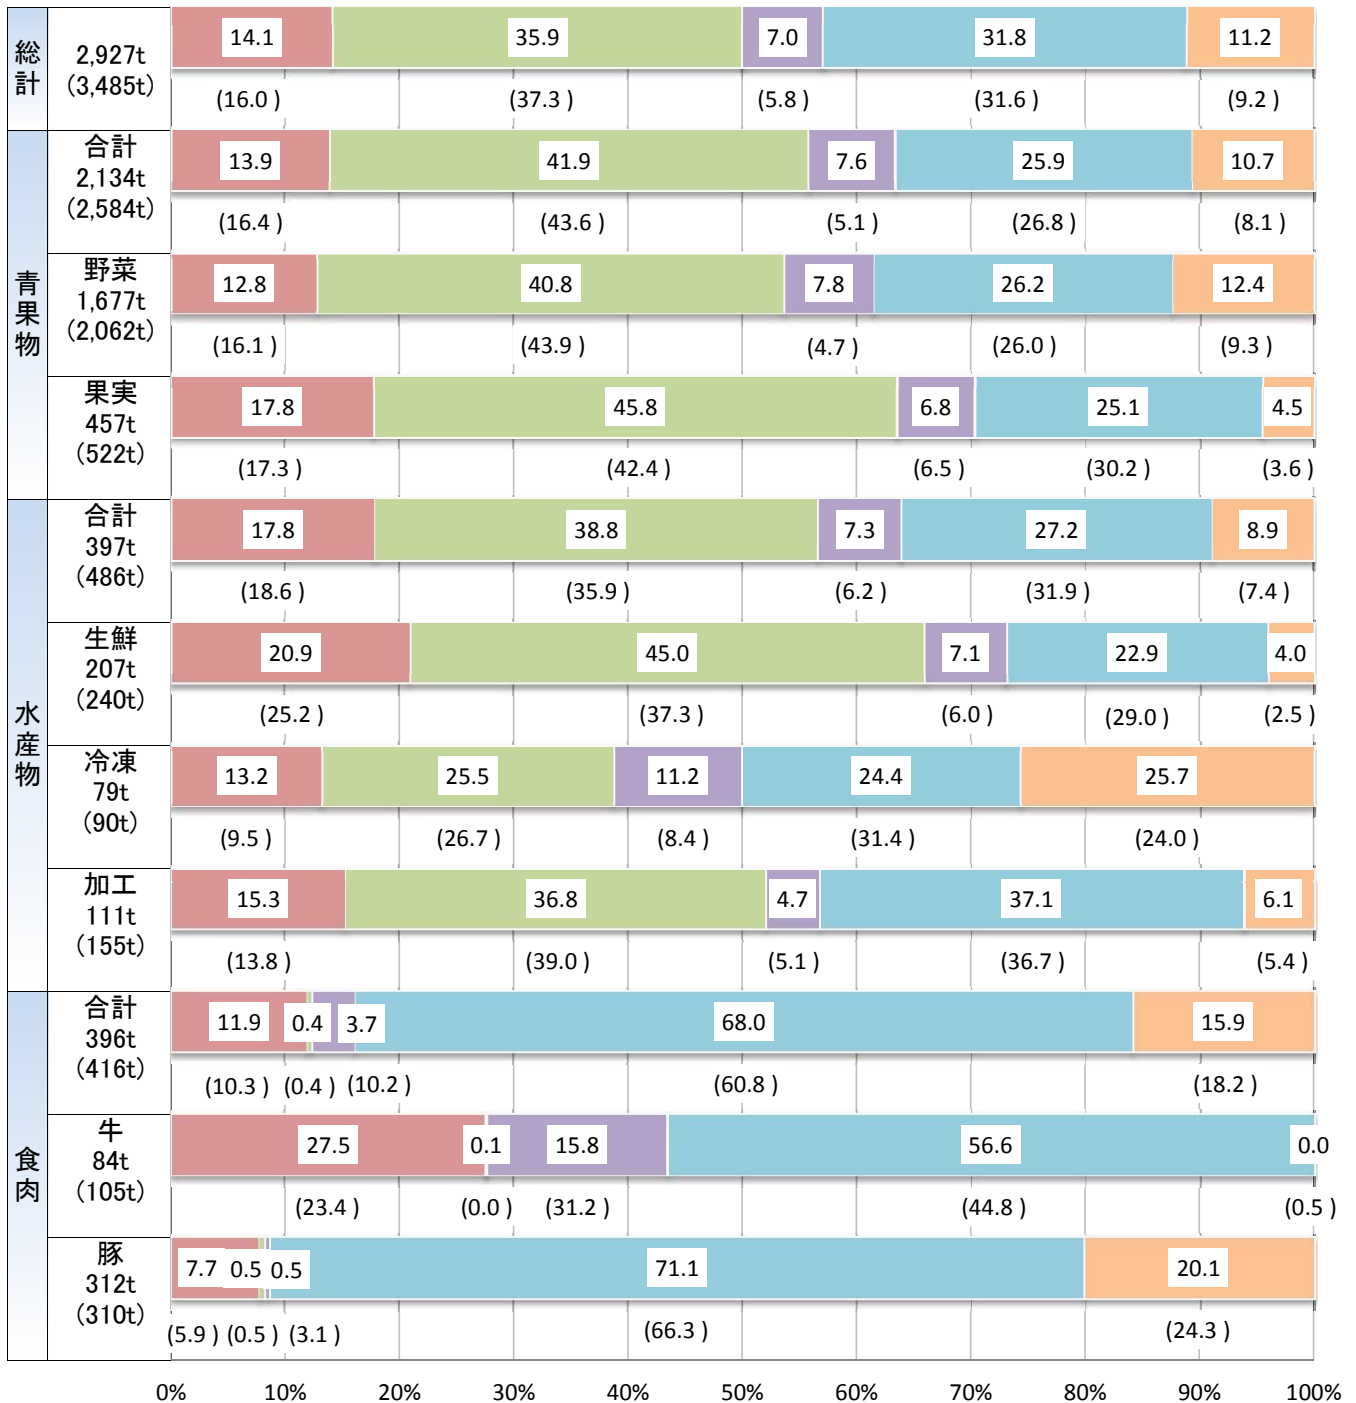 総計
2,927t
(3,485t)
14.1 35.9 7.0 31.8 11.2
(16.0 ) (37.3 ) (5.8 ) (31.6 ) (9.2 )
青果物
合計
2,134t
(2,584t)
13.9 41.9 7.6 25.9 10.7
(16.4 ) (43.6 ) (5.1 ) (26.8 ) (8.1 )
野菜
1,677t
(2,062t)
12.8 40.8 7.8 26.2 12.4
(16.1 ) (43.9 ) (4.7 ) (26.0 ) (9.3 )
果実
457t
(522t)
17.8 45.8 6.8 25.1 4.5
(17.3 ) (42.4 ) (6.5 ) (30.2 ) (3.6 )
水産物
合計
397t
(486t)
17.8 38.8 7.3 27.2 8.9
(18.6 ) (35.9 ) (6.2 ) (31.9 ) (7.4 )
生鮮
207t
(240t)
20.9 45.0 7.1 22.9 4.0
(25.2 ) (37.3 ) (6.0 ) (29.0 ) (2.5 )
冷凍
79t
(90t)
13.2 25.5 11.2 24.4 25.7
(9.5 ) (26.7 ) (8.4 ) (31.4 ) (24.0 )
加工
111t
(155t)
15.3 36.8 4.7 37.1 6.1
(13.8 ) (39.0 ) (5.1 ) (36.7 ) (5.4 )
食肉
合計
396t
(416t)
11.9 0.4 3.7 68.0 15.9
(10.3 ) (0.4 ) (10.2 ) (60.8 ) (18.2 )
牛
84t
(105t)
27.5 0.1 15.8 56.6 0.0
(23.4 ) (0.0 ) (31.2 ) (44.8 ) (0.5 )
豚
312t
(310t)
7.7 0.5 0.5 71.1 20.1
(5.9 ) (0.5 ) (3.1 ) (66.3 ) (24.3 )
0% 10% 20% 30% 40% 50% 60% 70% 80% 90% 100%